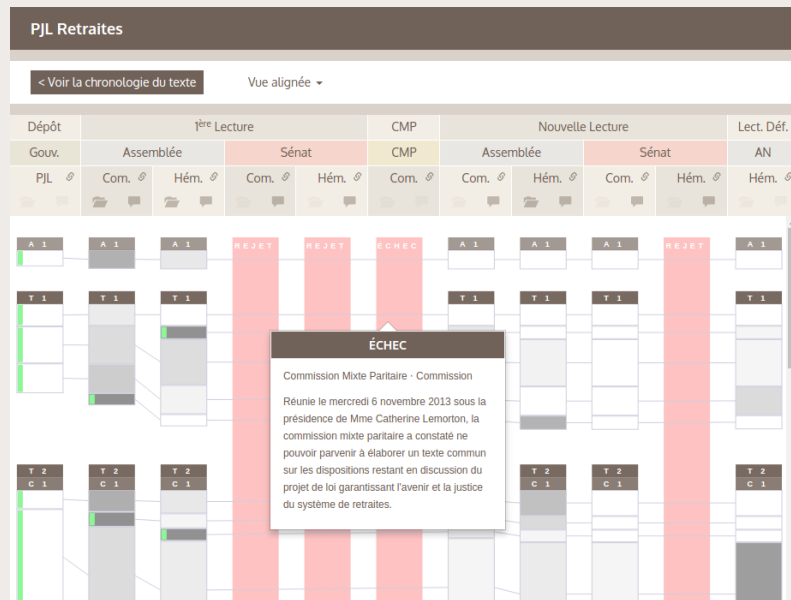 PJL Retraites
< Voir la chronologie du texte Vue alignée
Dépôt 1ère Lecture CMP Nouvelle Lecture Lect. Déf.
Gouv. Assemblée Sénat CMP Assemblée Sénat AN
PJL Com. Hém. Com. Hém. Com. Com. Hém. Com. Hém. Hém.
A 1 A 1 A 1 REJET REJET ECHEC A 1 A 1 A 1 REJET A 1
T 1 T 1 T 1 T 1 T 1 T 1 T 1
ÉCHEC
Commission Mixte Paritaire - Commission
Réunie le mercredi 6 novembre 2013 sous la
présidence de Mme Catherine Lemorton, la
commission mixte paritaire a constaté ne
pouvoir parvenir à élaborer un texte commun
sur les dispositions restant en discussion du
projet de loi garantissant l'avenir et la justice
du système de retraites.
T 2 T 2 T 2 T 2 T 2 T 2
C 1 C 1 C 1 C 1 C 1 C 1